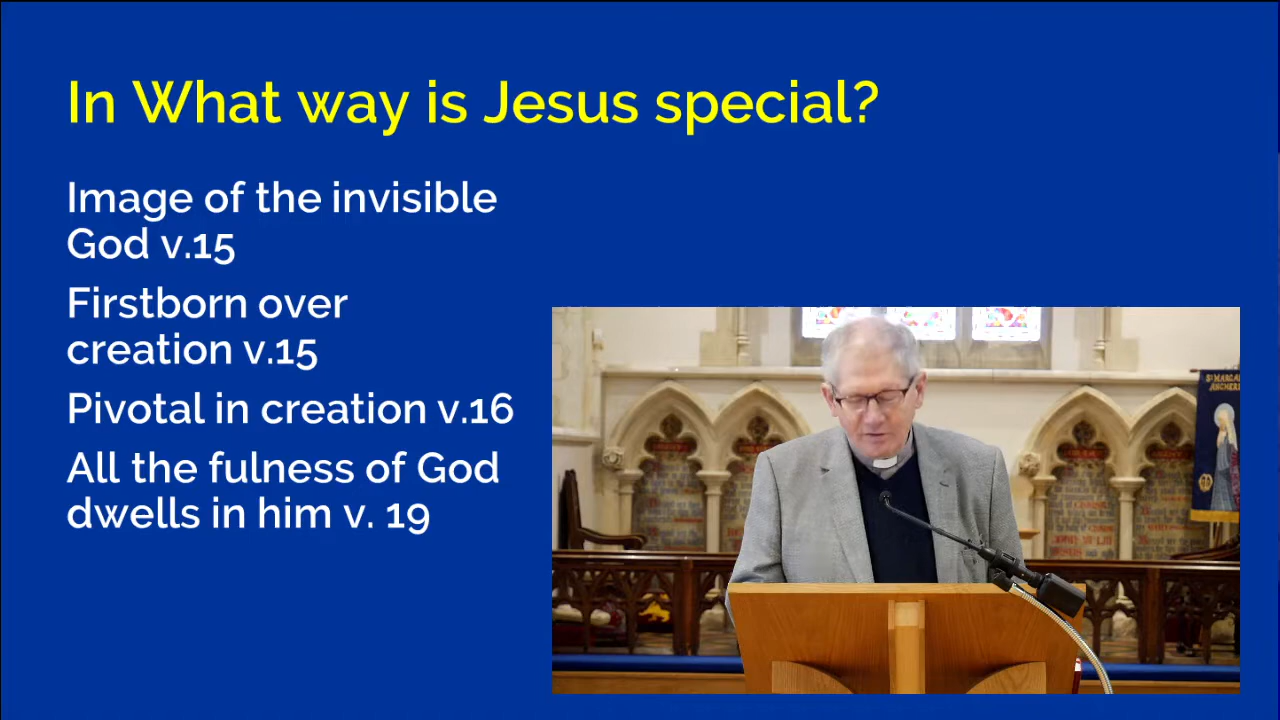 In What way is Jesus special?
Image of the invisible
God v.15
Firstborn over
creation v.15
Pivotal in creation v.16
All the fulness of God
dwells in him v. 19